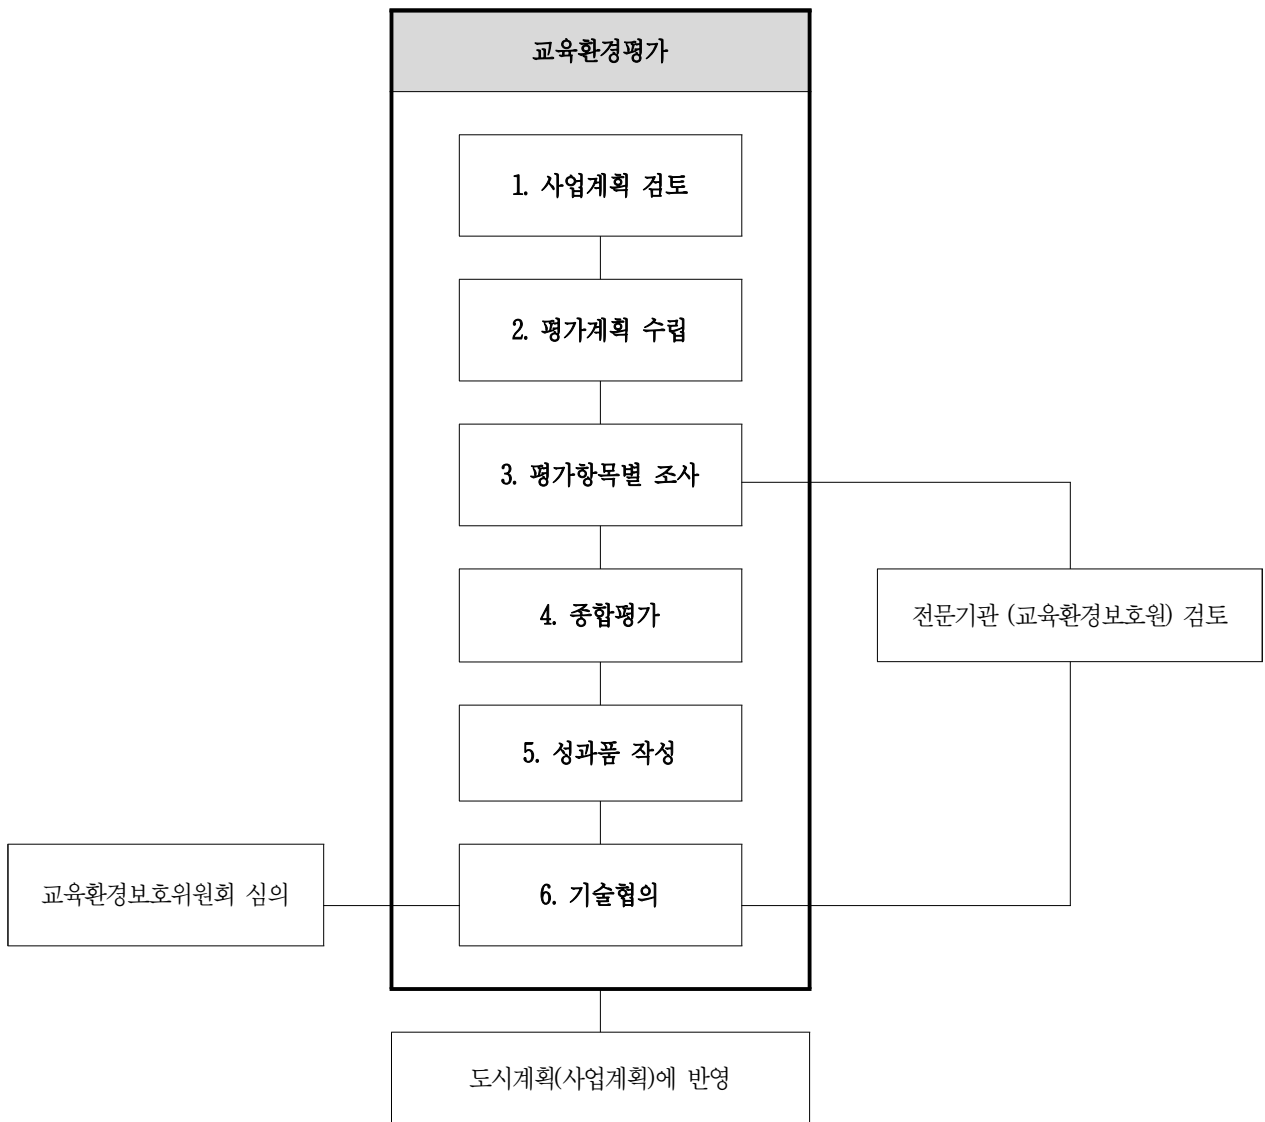 교육환경평가
1. 사업계획 검토
2. 평가계획 수립
3. 평가항목별 조사
4. 종합평가
전문기관 (교육환경보호원) 검토
5. 성과품 작성
교육환경보호위원회 심의
6. 기술협의
도시계획(사업계획)에 반영